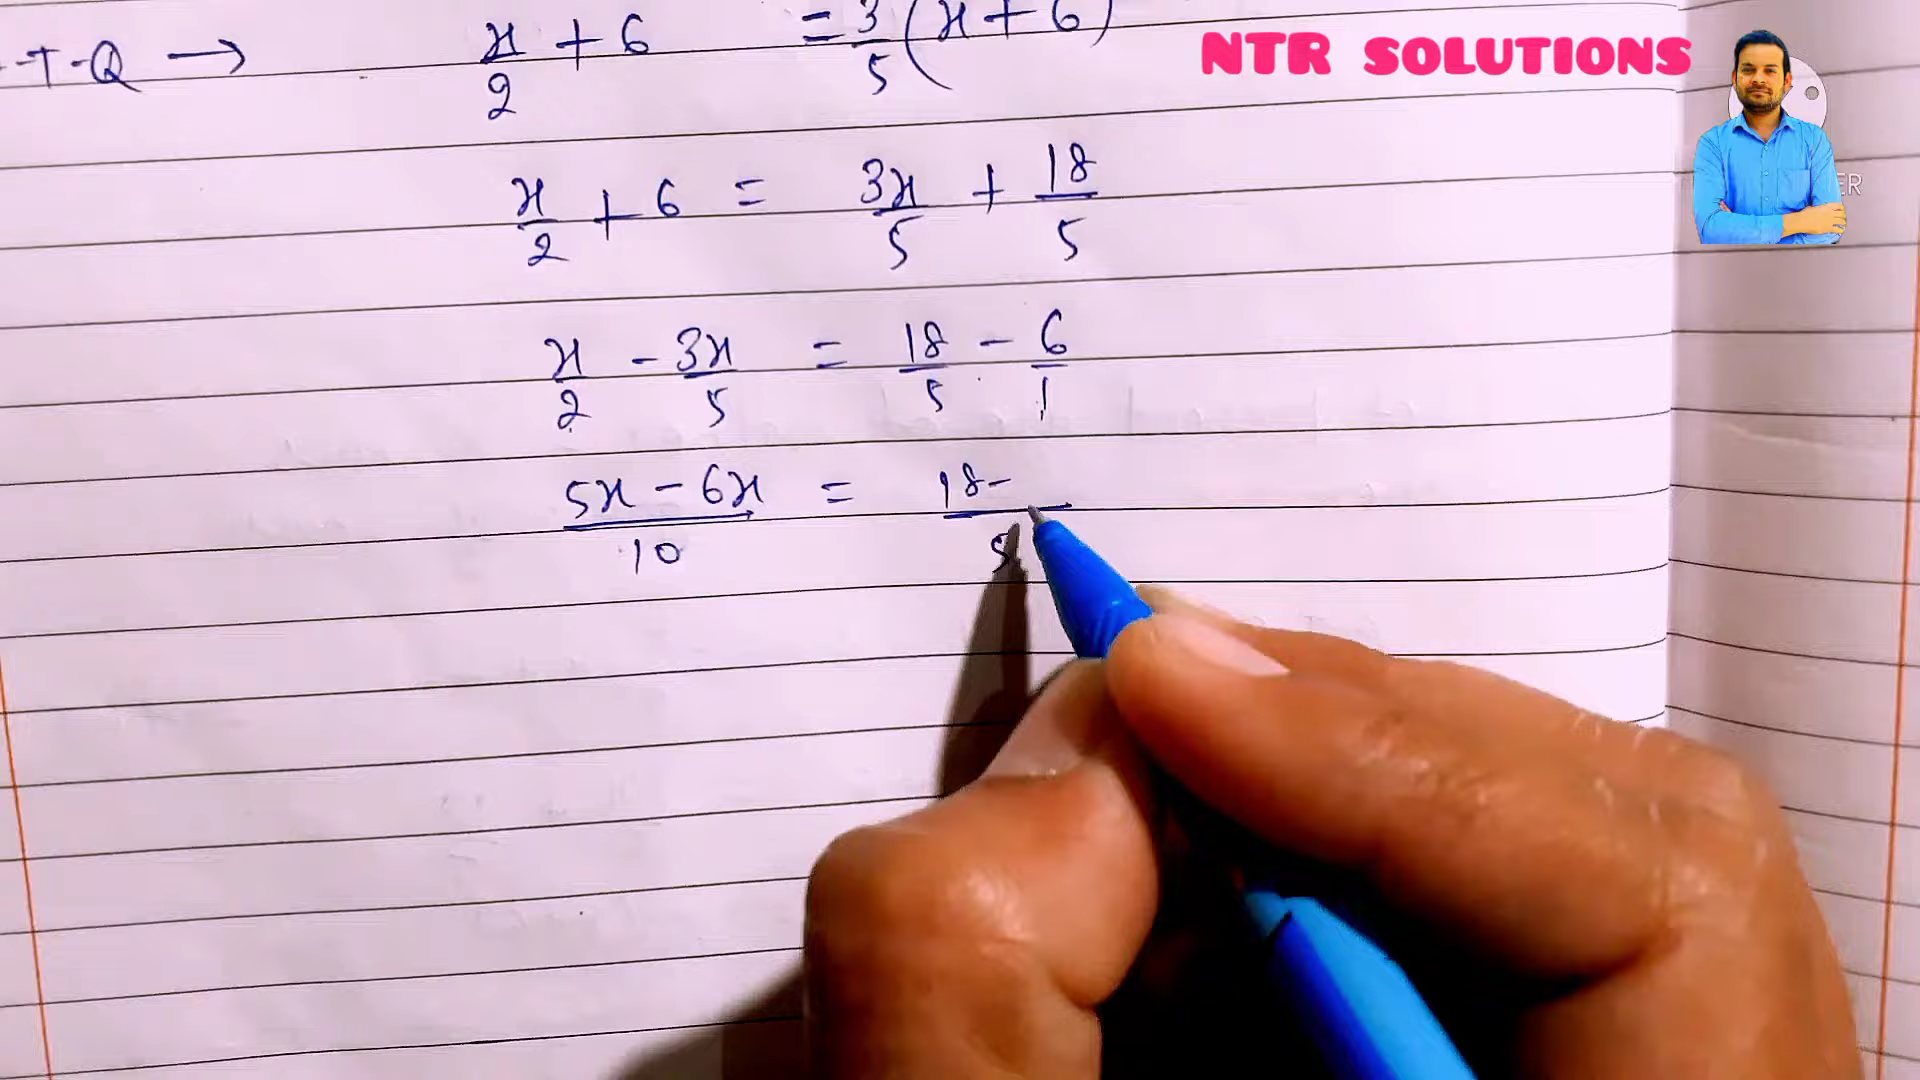 NTR SOLUTIONS
-T-Q → x/2 + 6 = 3/5 (x + 6)
x/2 + 6 = 3x/5 + 18/5
x/2 - 3x/5 = 18/5 - 6/1
5x - 6x/10 = 18-/5
ER